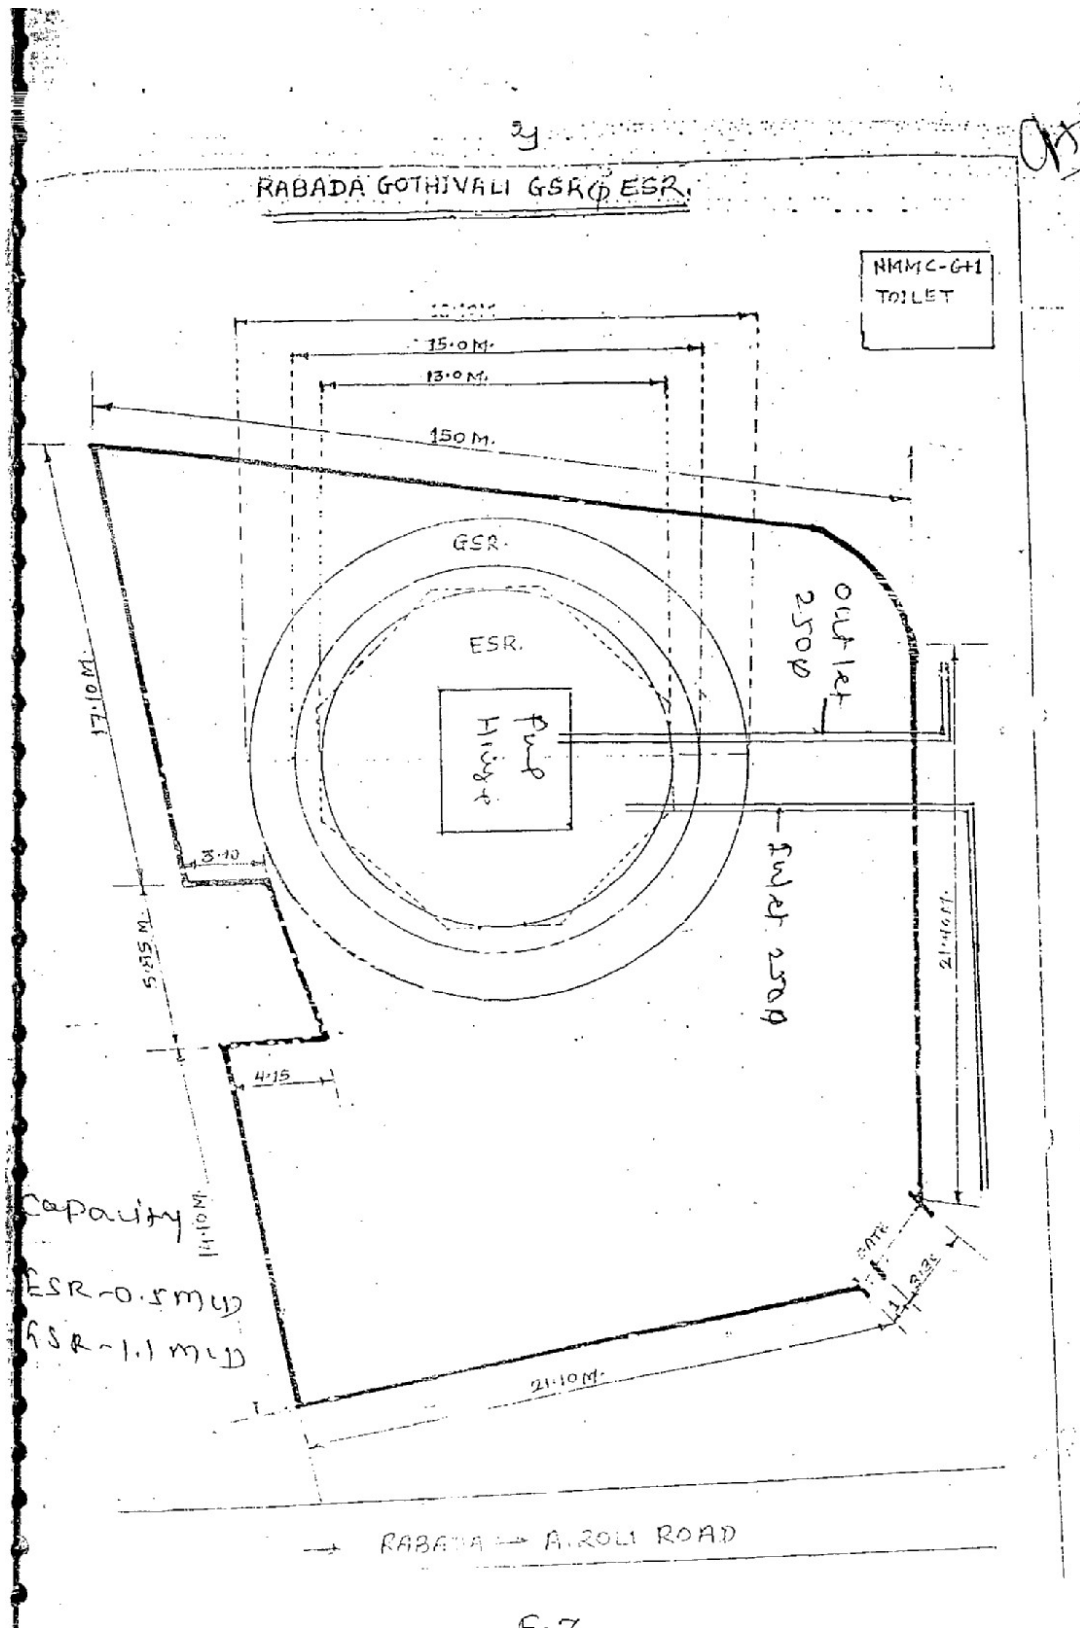 RABADA GOTHIVALI GSR & ESR.
NMMC-G+1
TOILET
15.0 M.
13.0 M.
150 M.
GSR.
ESR.
Outlet
250φ
Pump
House
17.10 M.
3.10
Inlet 250φ
21.40 M.
5.85 M.
4.15
Capacity
14.10 M.
GATE
ESR-0.5 MLD
GSR-1.1 MLD
21.10 M.
→ RABADA → AIROLI ROAD